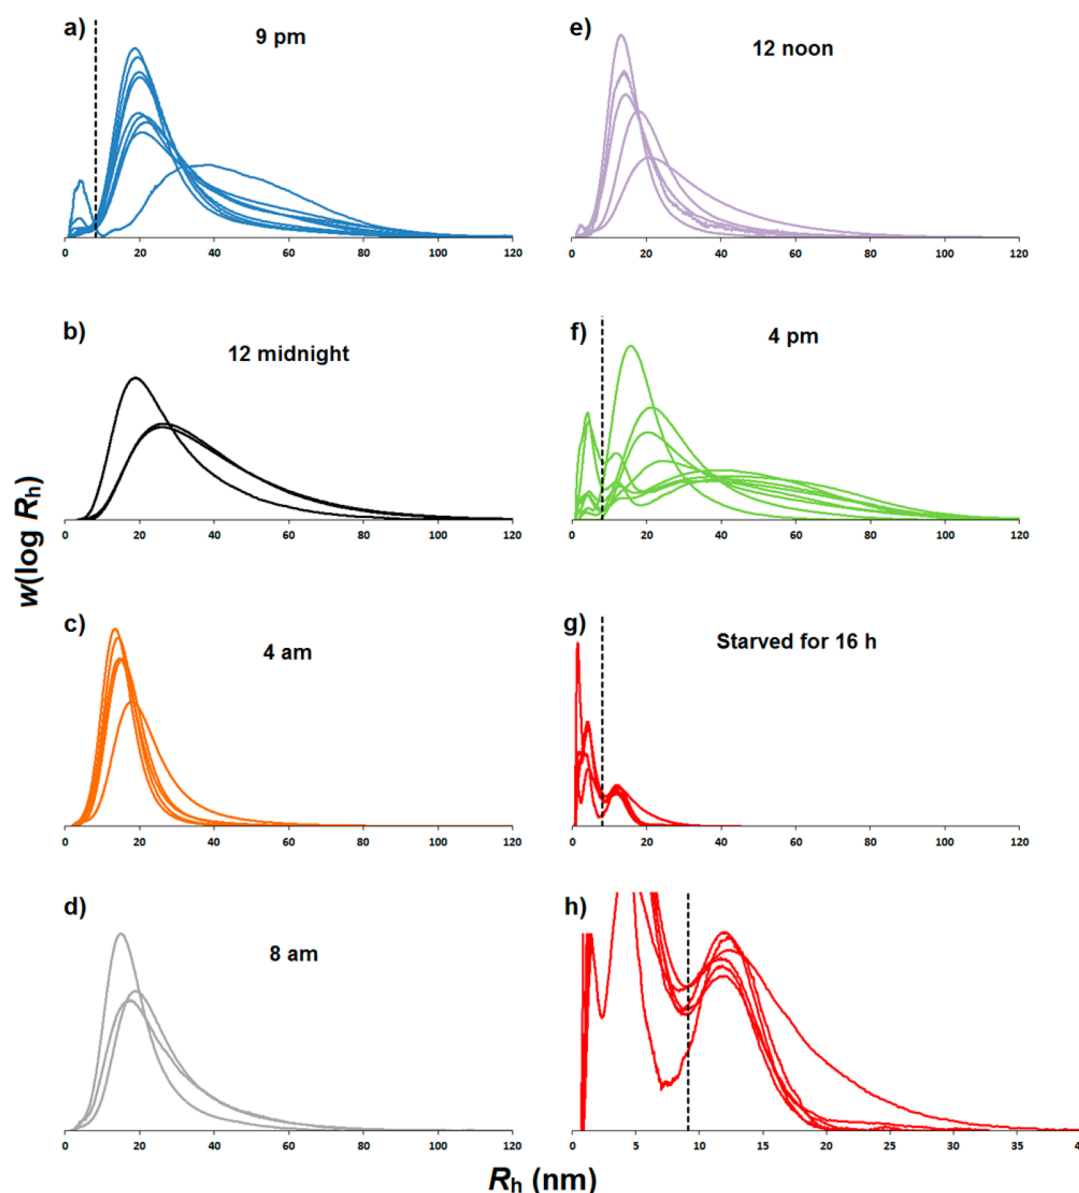 a)
9 pm
0 20 40 60 80 100 120
e)
12 noon
0 20 40 60 80 100 120
b)
12 midnight
0 20 40 60 80 100 120
f)
4 pm
0 20 40 60 80 100 120
w(log Rh)
c)
4 am
0 20 40 60 80 100 120
g)
Starved for 16 h
0 20 40 60 80 100 120
d)
8 am
0 20 40 60 80 100 120
h)
0 5 10 15 20 25 30 35 40
Rh (nm)